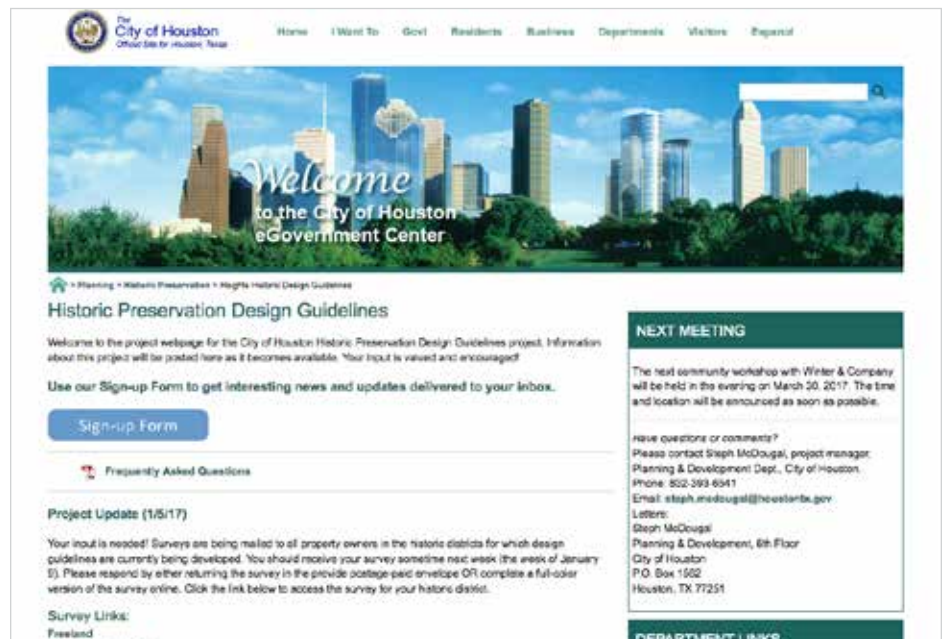 The
City of Houston
Official Site for Houston, Texas
Home I Want To Govt Residents Business Departments Visitors Espanol
Welcome
to the City of Houston
eGovernment Center
> Planning > Historic Preservation > Historic Design Guidelines
Historic Preservation Design Guidelines
Welcome to the project webpage for the City of Houston Historic Preservation Design Guidelines project. Information
about this project will be posted here as it becomes available. Your input is valued and encouraged!
Use our Sign-up Form to get interesting news and updates delivered to your inbox.
Sign-up Form
Frequently Asked Questions
Project Update (1/5/17)
Your input is needed! Surveys are being mailed to all property owners in the historic districts for which design
guidelines are currently being developed. You should receive your survey sometime next week (the week of January
9). Please respond by either returning the survey in the provide postage-paid envelope OR complete a full-color
version of the survey online. Click the link below to access the survey for your historic district.
Survey Links:
Freeland
NEXT MEETING
The next community workshop with Winter & Company
will be held in the evening on March 30, 2017. The time
and location will be announced as soon as possible.
Have questions or comments?
Please contact Steph McDougal, project manager,
Planning & Development Dept., City of Houston.
Phone: 832-393-6541
Email: steph.mcdougal@houstontx.gov
Letters:
Steph McDougal
Planning & Development, 6th Floor
City of Houston
P.O. Box 1562
Houston, TX 77251
DEPARTMENT LINKS